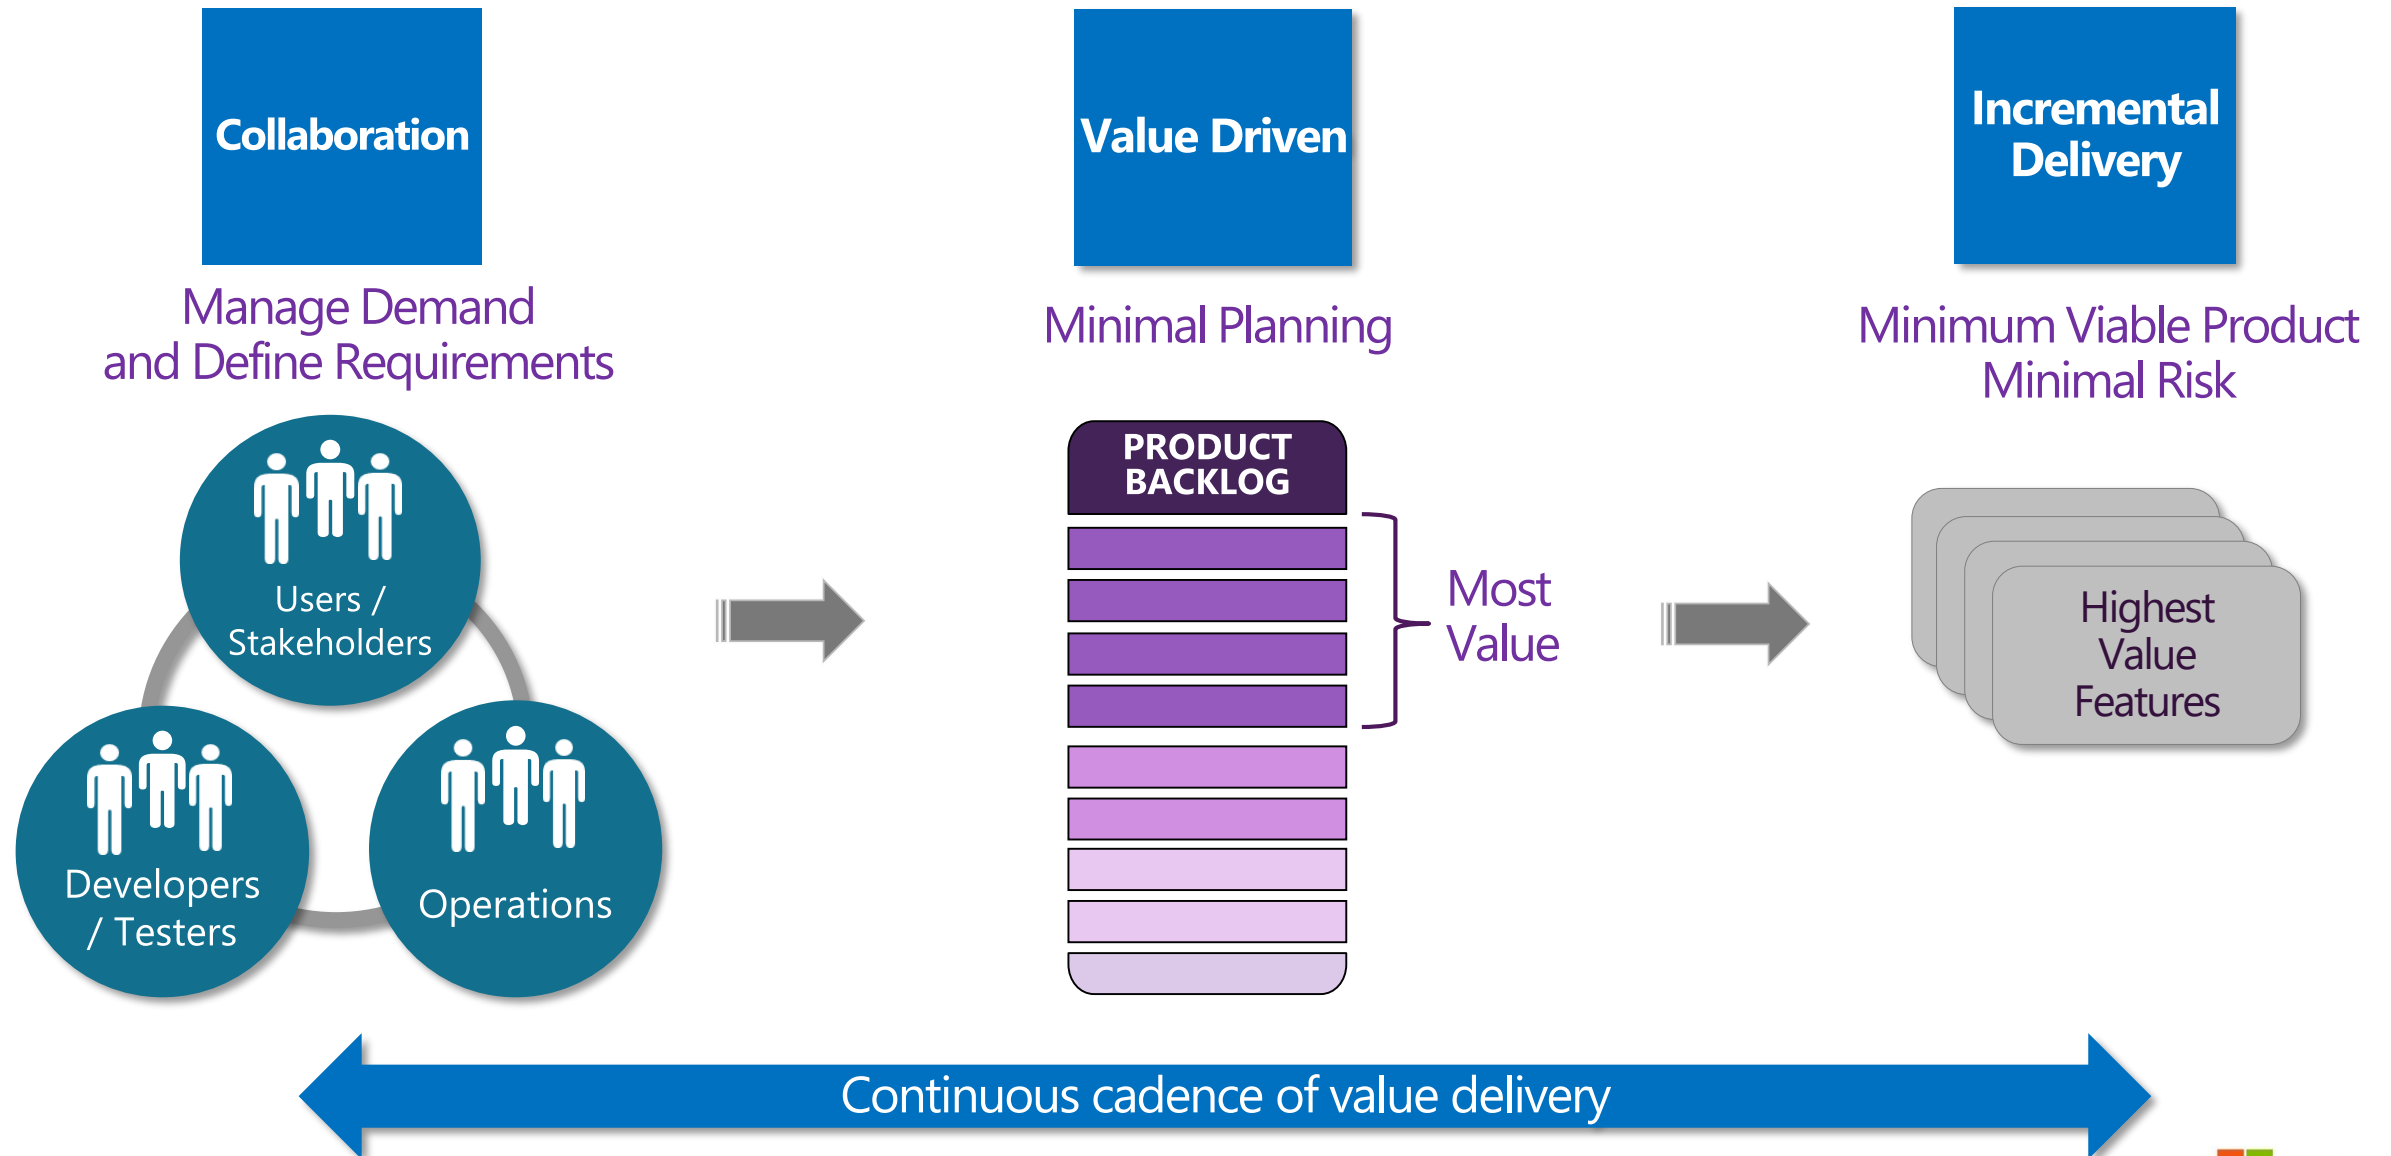 Collaboration
Manage Demand
and Define Requirements
Users /
Stakeholders
Developers
/ Testers
Operations
Value Driven
Minimal Planning
PRODUCT
BACKLOG
Most
Value
Incremental
Delivery
Minimum Viable Product
Minimal Risk
Highest
Value
Features
Continuous cadence of value delivery